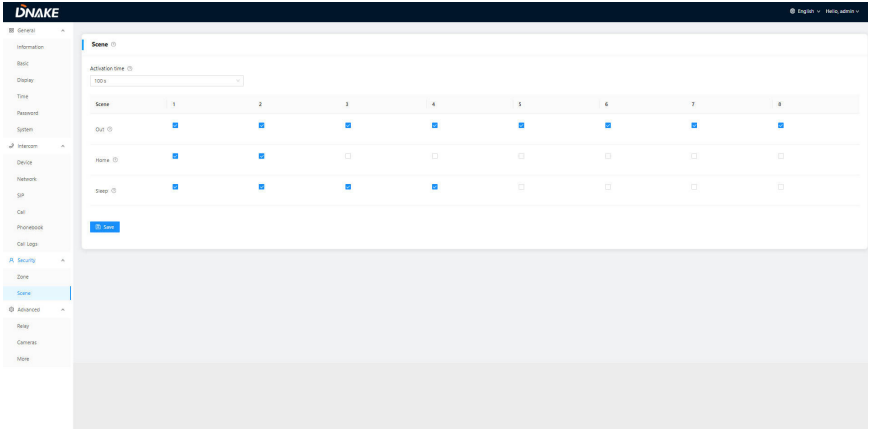 DNAKE
English Hello, admin
General
Information
Basic
Display
Time
Password
System
Intercom
Device
Network
SIP
Call
Phonebook
Call Logs
Security
Zone
Scene
Advanced
Relay
Cameras
More
Scene
Activation time
100 s
Scene 1 2 3 4 5 6 7 8
Out
Home
Sleep
Save